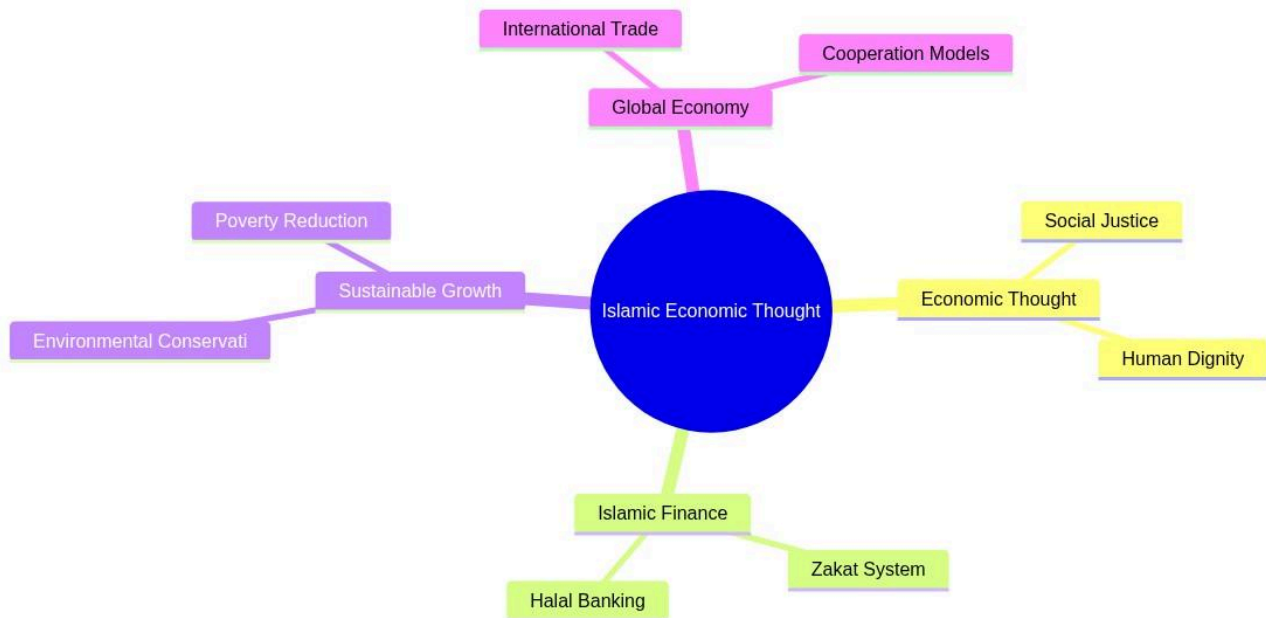 International Trade
Cooperation Models
Global Economy
Poverty Reduction
Social Justice
Sustainable Growth
Economic Thought
Islamic Economic Thought
Environmental Conservati
Human Dignity
Islamic Finance
Zakat System
Halal Banking